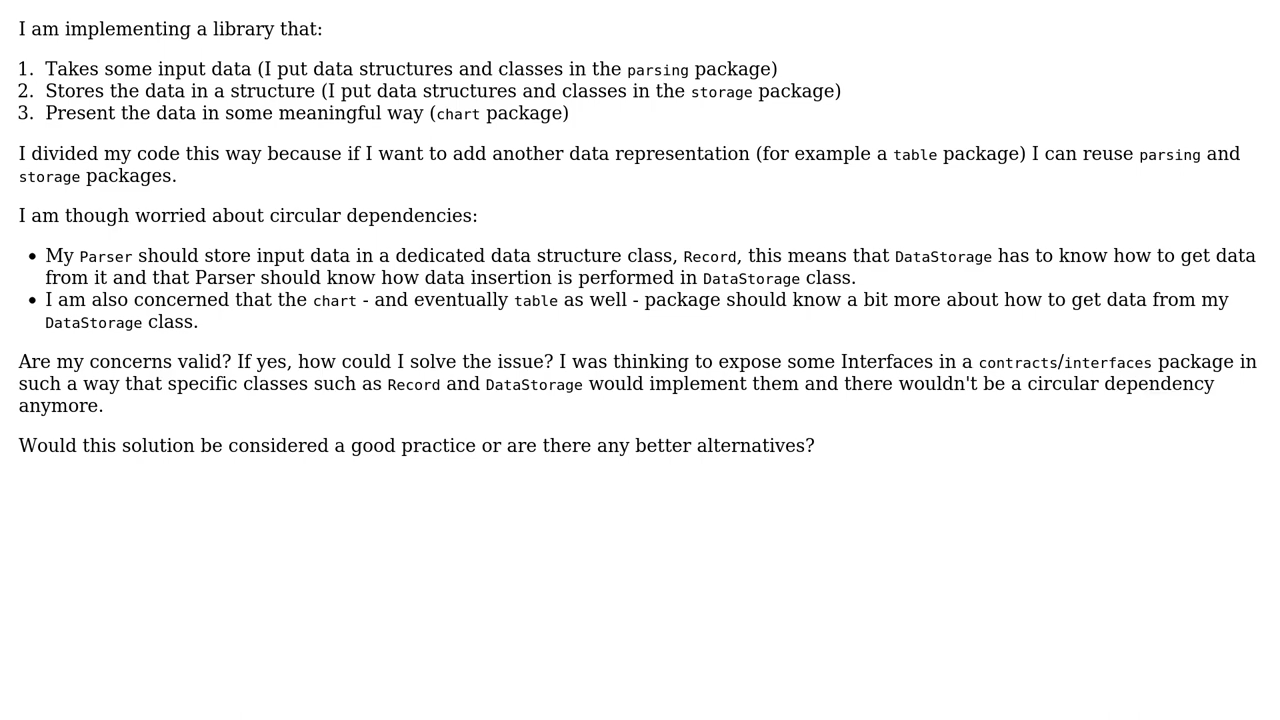 I am implementing a library that:
1. Takes some input data (I put data structures and classes in the parsing package)
2. Stores the data in a structure (I put data structures and classes in the storage package)
3. Present the data in some meaningful way (chart package)
I divided my code this way because if I want to add another data representation (for example a table package) I can reuse parsing and
storage packages.
I am though worried about circular dependencies:
• My Parser should store input data in a dedicated data structure class, Record, this means that DataStorage has to know how to get data
from it and that Parser should know how data insertion is performed in DataStorage class.
• I am also concerned that the chart - and eventually table as well - package should know a bit more about how to get data from my
DataStorage class.
Are my concerns valid? If yes, how could I solve the issue? I was thinking to expose some Interfaces in a contracts/interfaces package in
such a way that specific classes such as Record and DataStorage would implement them and there wouldn't be a circular dependency
anymore.
Would this solution be considered a good practice or are there any better alternatives?